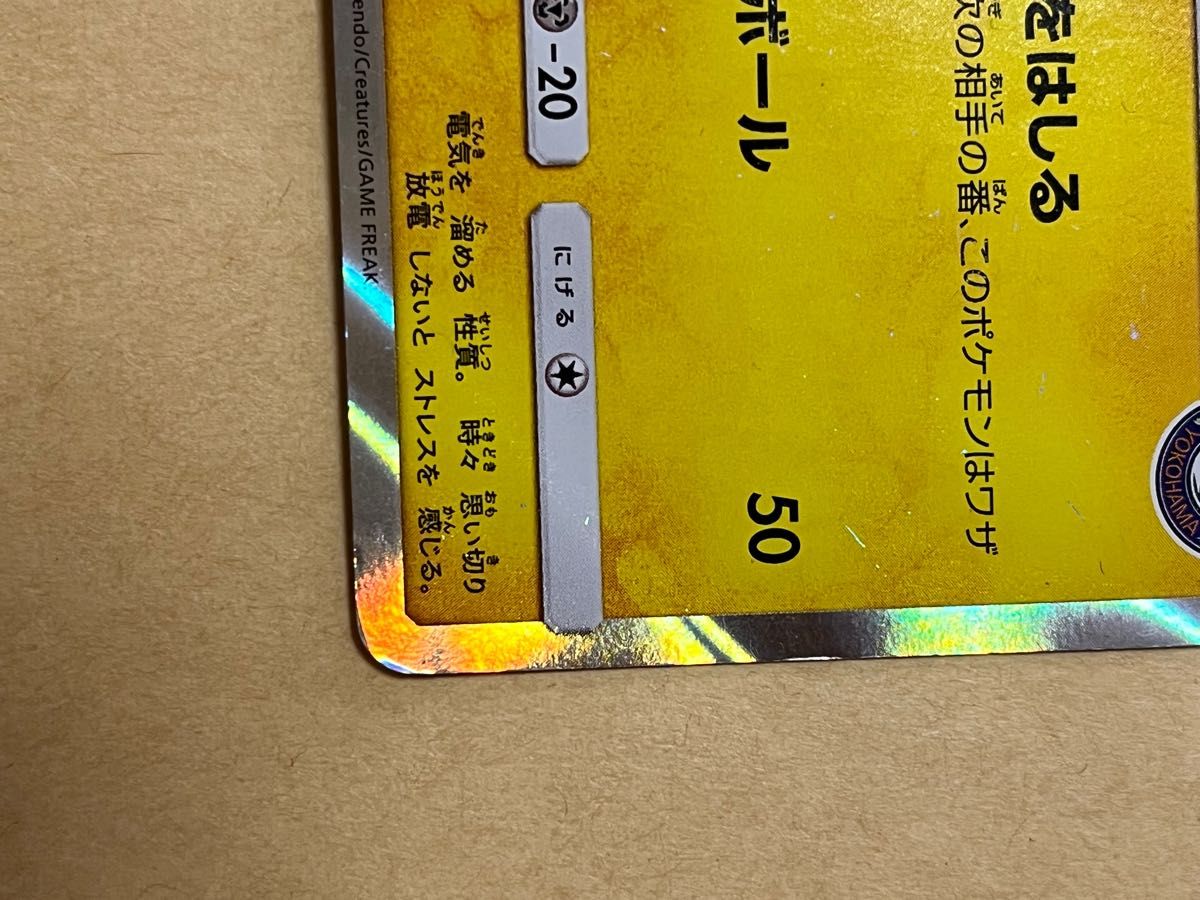 をはしる
次の相手の番、このポケモンはワザ
ボール 50
-20
にげる
電気を 溜める 性質。 時々 思い切り
放電 しないと ストレスを 感じる。
endo/Creatures/GAME FREAK
YOKOHAMA